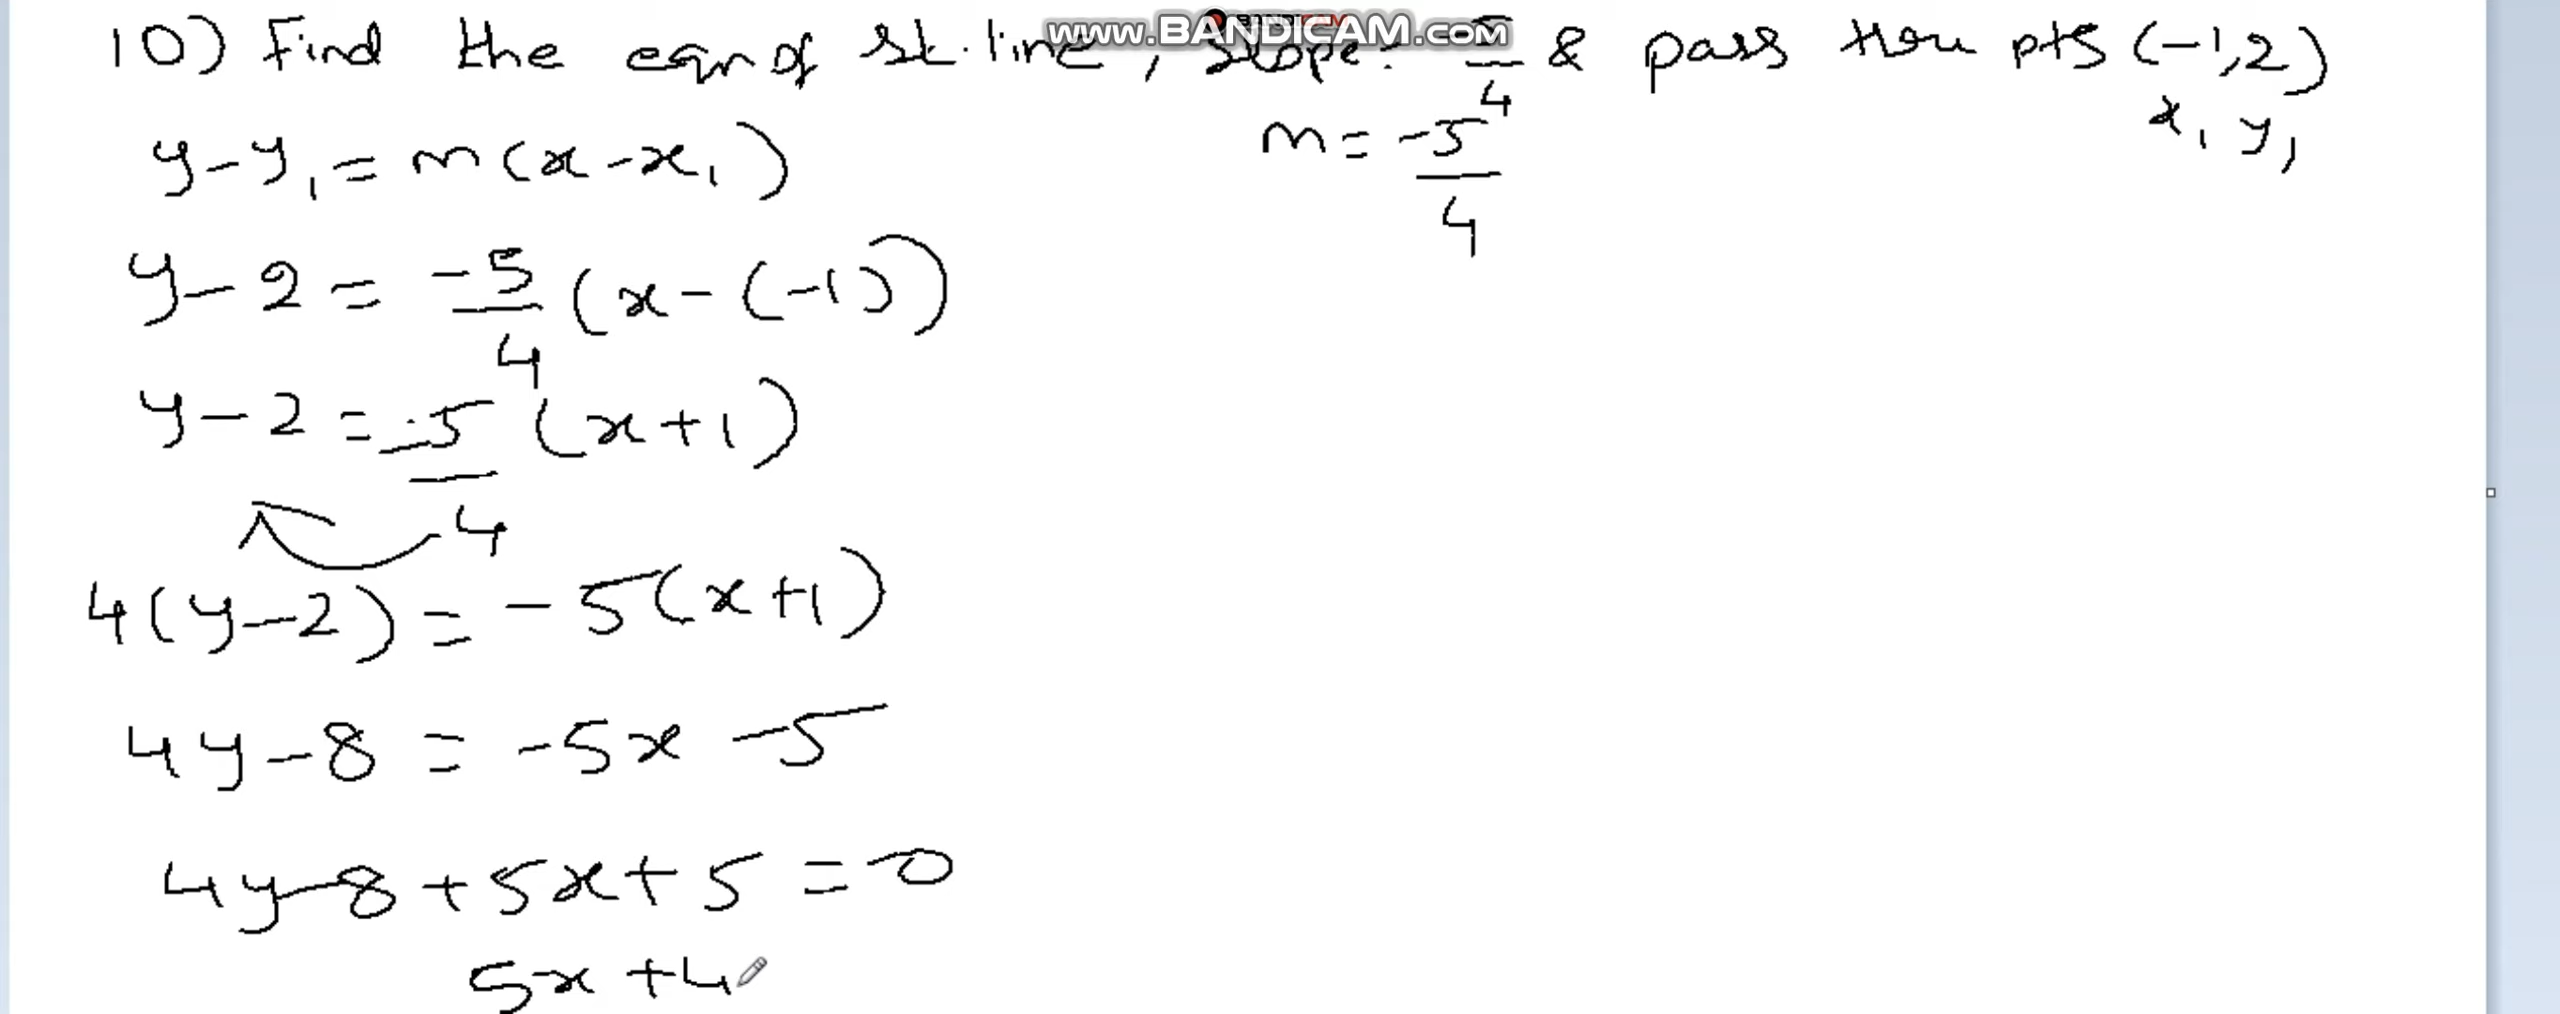 www.BANDICAM.com
10) Find the eqn of st. line, slope = -5/4 & pass thru pts (-1,2)
x₁ y₁
m = -5/4
y - y₁ = m(x - x₁)
y - 2 = -5/4 (x - (-1))
y - 2 = -5/4 (x + 1)
4(y - 2) = -5(x + 1)
4y - 8 = -5x - 5
4y - 8 + 5x + 5 = 0
5x + 4